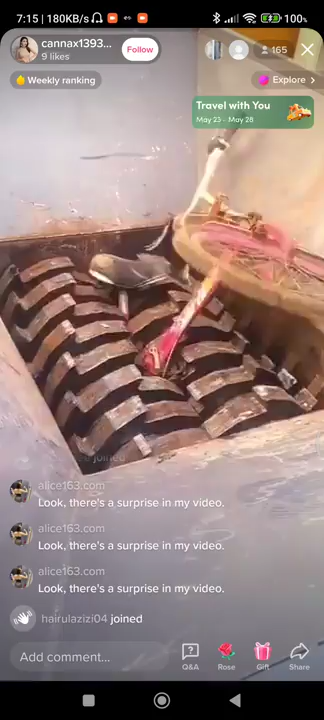 7:15 | 180KB/s
100%
cannax1393...
9 likes
Follow
165
Weekly ranking
Explore
Travel with You
May 23 - May 28
joined
alice163.com
Look, there's a surprise in my video.
alice163.com
Look, there's a surprise in my video.
alice163.com
Look, there's a surprise in my video.
hairulazizi04 joined
Add comment...
Q&A
Rose
Gift
Share